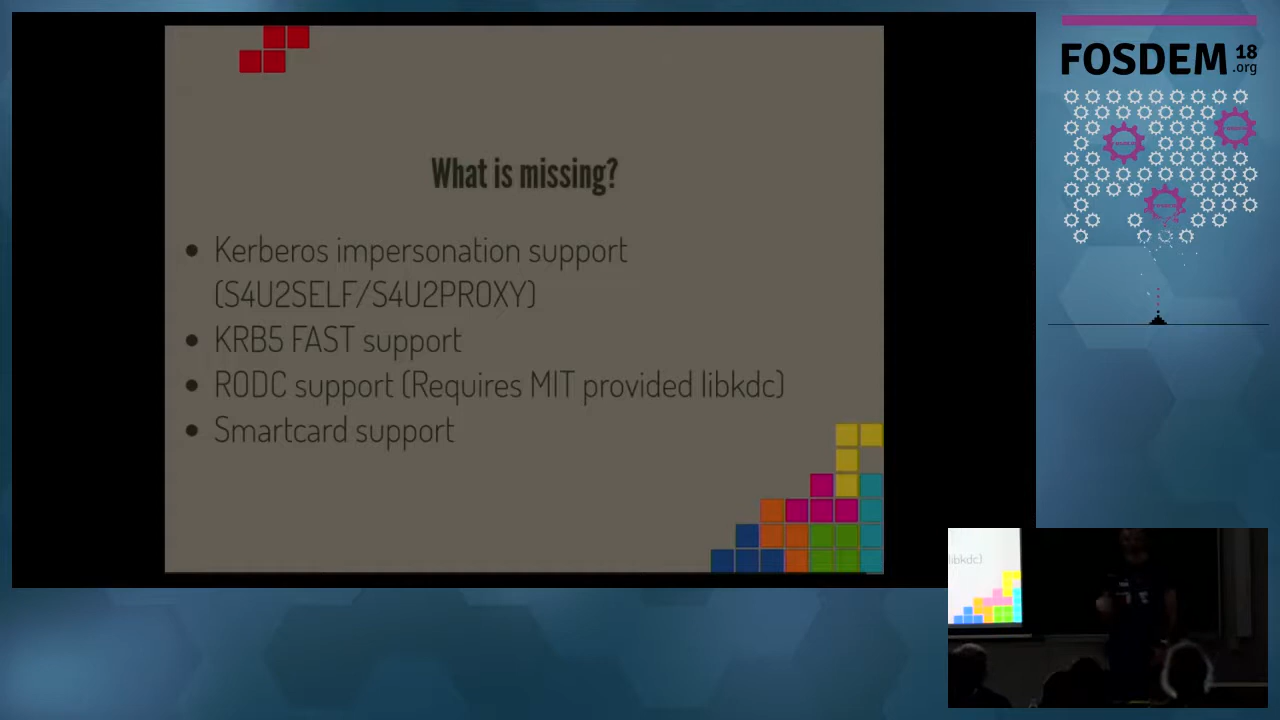 What is missing?
Kerberos impersonation support
(S4U2SELF/S4U2PROXY)
KRB5 FAST support
RODC support (Requires MIT provided libkdc)
Smartcard support
FOSDEM 18
.org
libkdc)